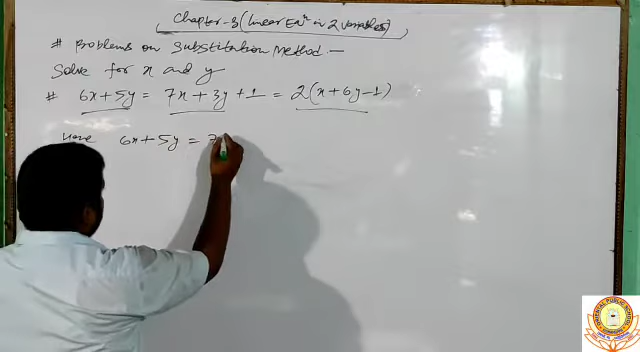 Chapter-3 (Linear Eqⁿ in 2 variables)
# Problems on Substitution Method.—
Solve for x and y
# 6x+5y = 7x+3y+1 = 2(x+6y-1)
Here 6x+5y = 7